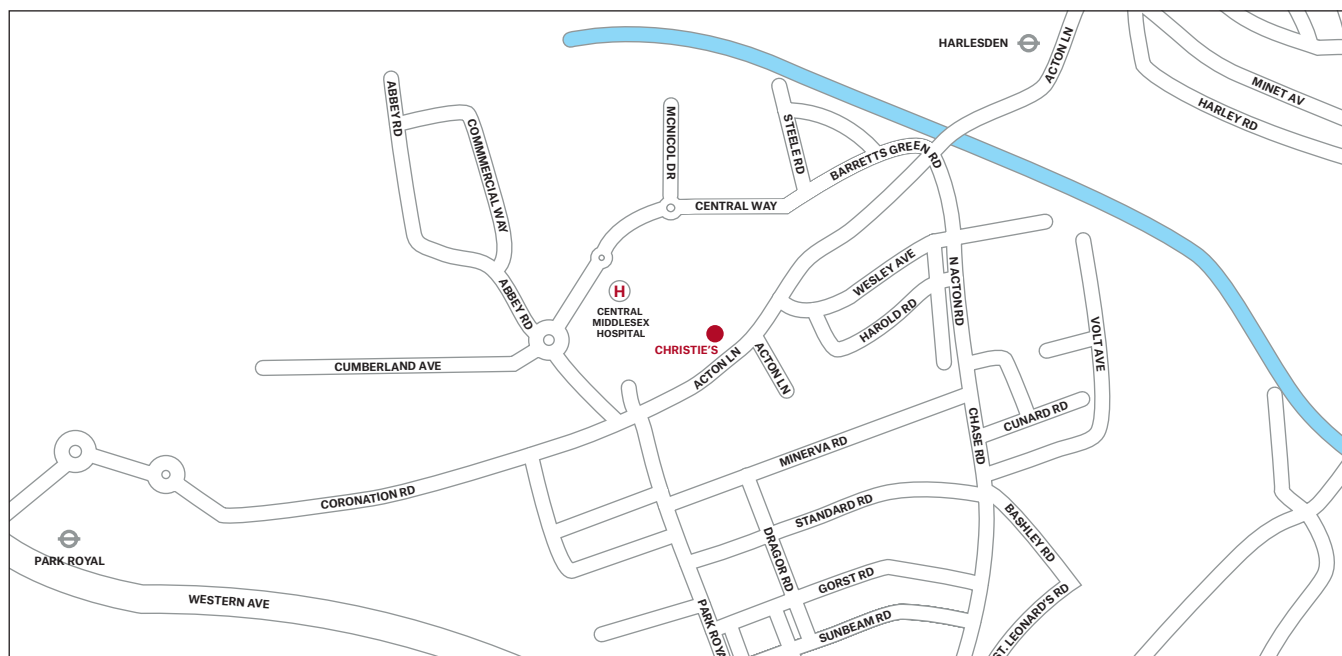 HARLESDEN
ACTON LN
MINET AV
HARLEY RD
ABBEY RD
COMMMERCIAL WAY
MCNICOL DR
STEELE RD
BARRETTS GREEN RD
CENTRAL WAY
WESLEY AVE
N ACTON RD
HAROLD RD
VOLT AVE
ABBEY RD
H
CENTRAL
MIDDLESEX
HOSPITAL
CHRISTIE'S
ACTON LN
ACTON LN
CUMBERLAND AVE
CUNARD RD
CHASE RD
MINERVA RD
CORONATION RD
STANDARD RD
BASHLEY RD
DRAGOR RD
PARK ROYAL
GORST RD
WESTERN AVE
PARK ROYA
SUNBEAM RD
ST. LEONARD'S RD